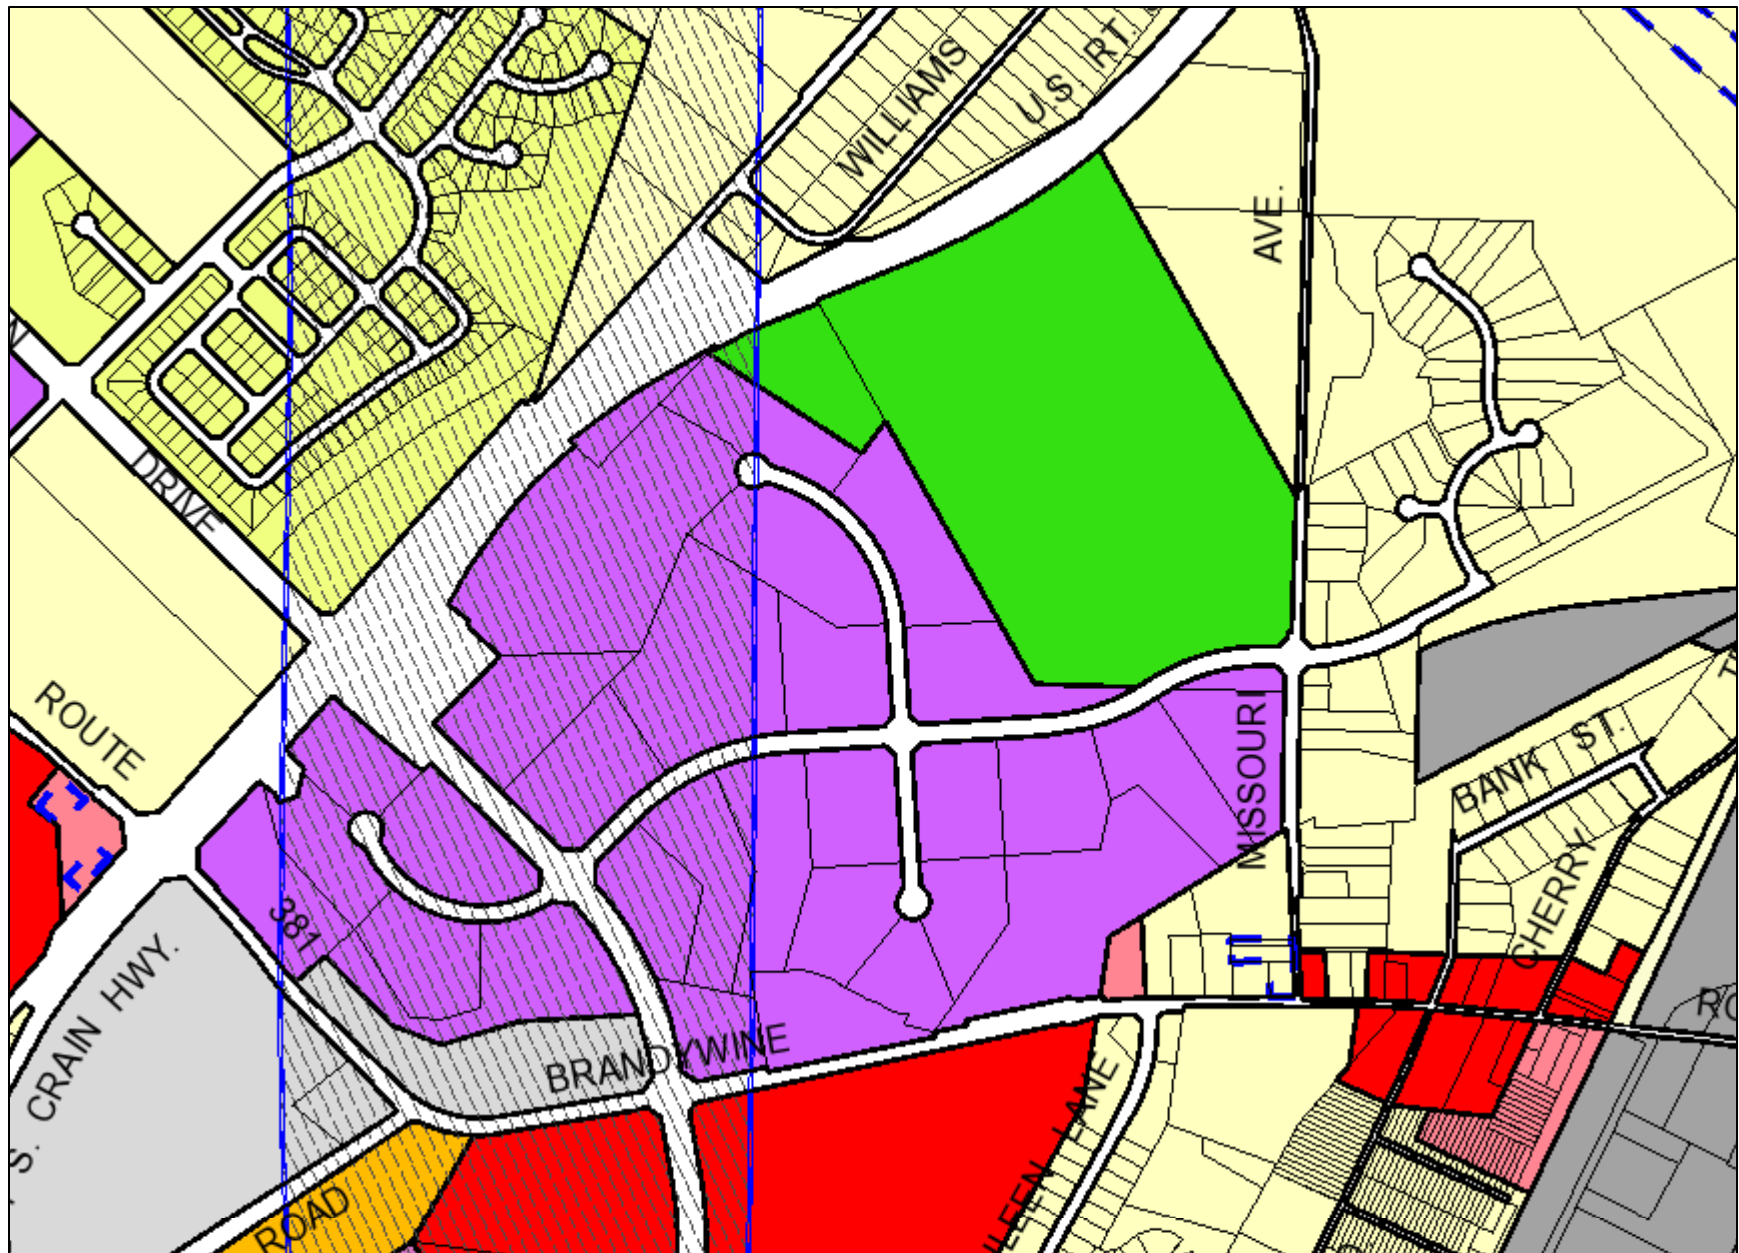 WILLIAMS
U.S. RT.
AVE.
DRIVE
ROUTE
MISSOURI
BANK ST.
CHERRY
381
CRAIN HWY.
S.
BRANDYWINE
ROAD
LANE